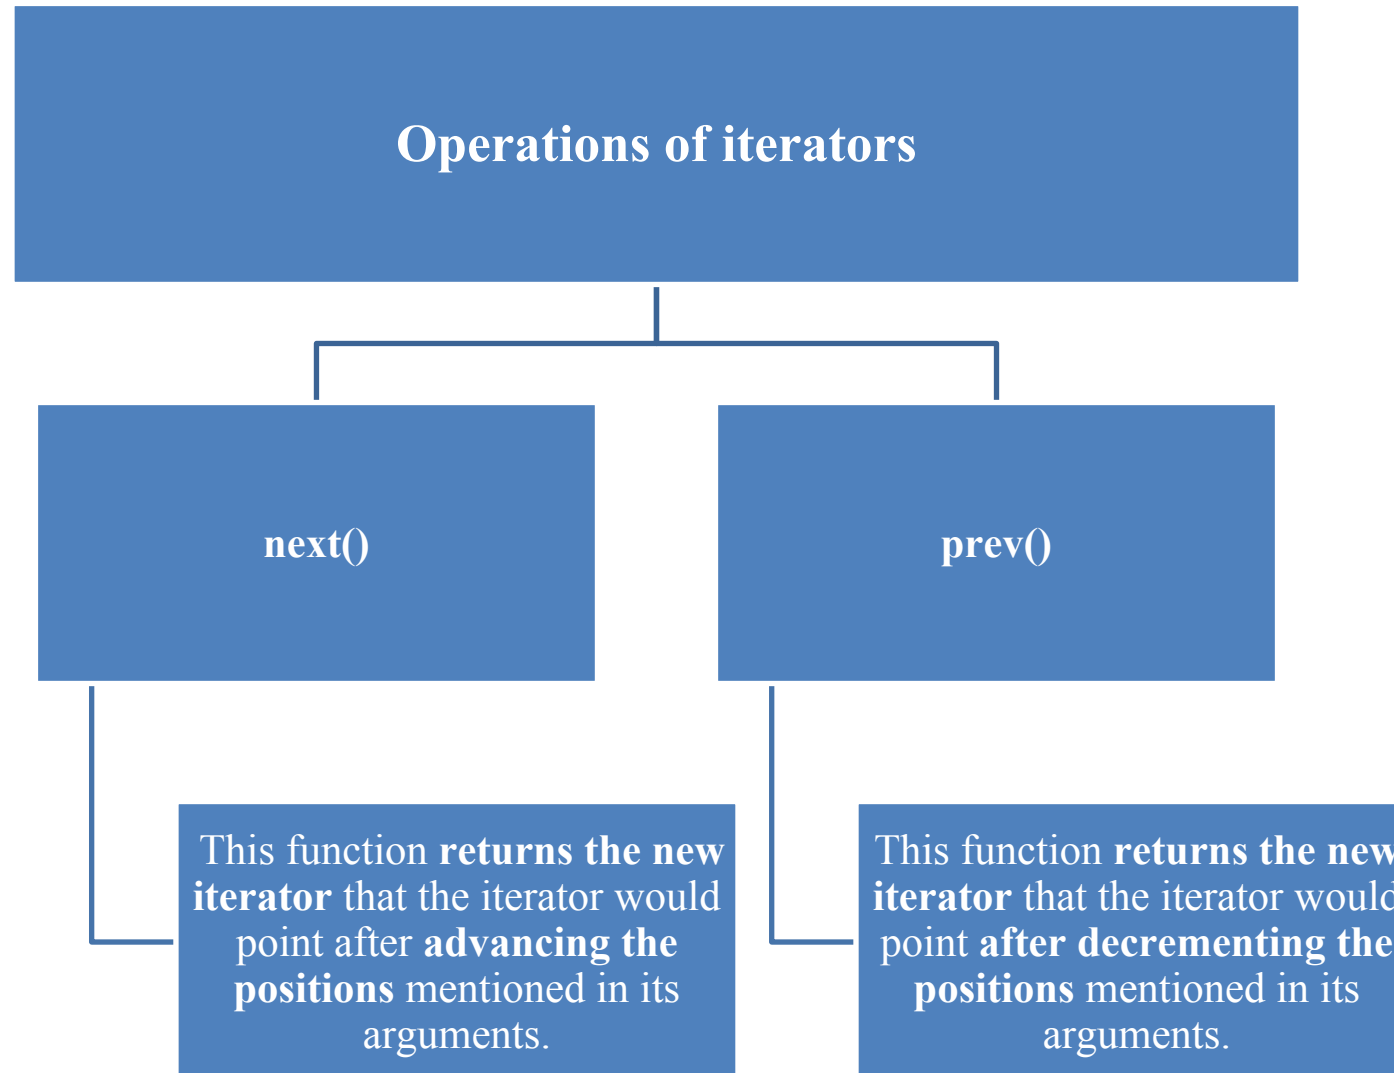 Operations of iterators
next()
prev()
This function returns the new
iterator that the iterator would
point after advancing the
positions mentioned in its
arguments.
This function returns the new
iterator that the iterator would
point after decrementing the
positions mentioned in its
arguments.